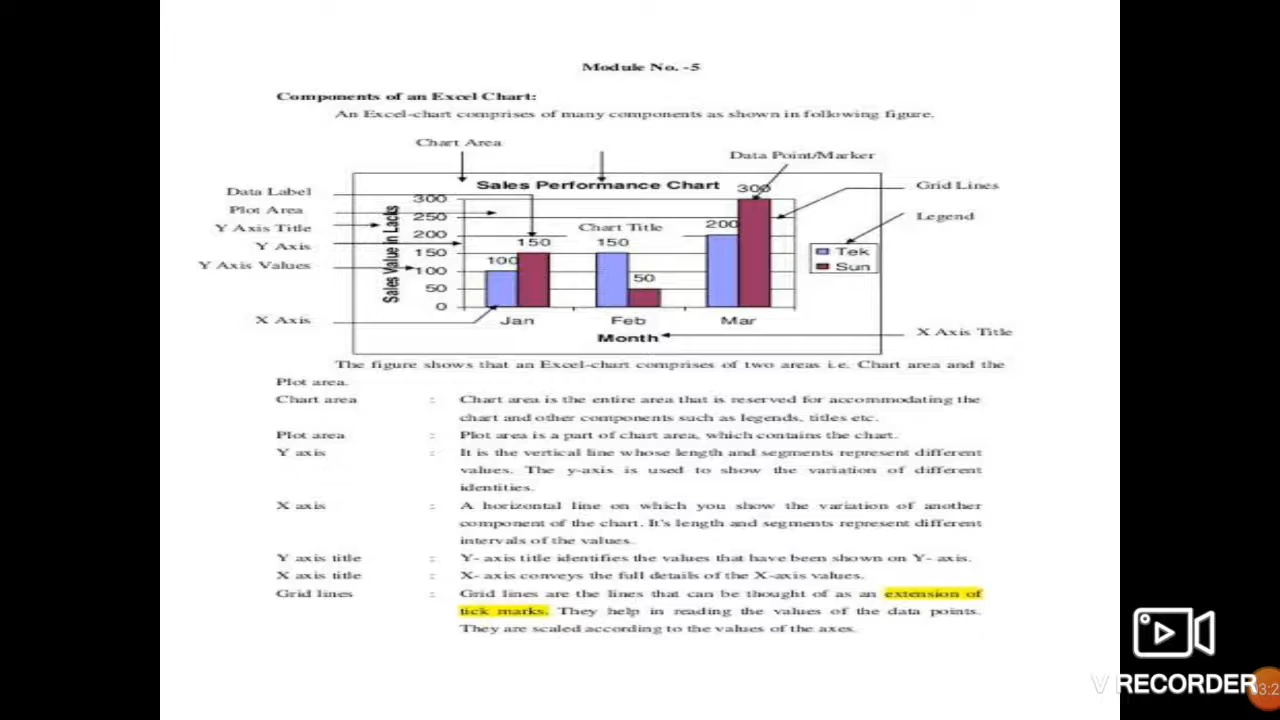 Module No. -5
Components of an Excel Chart:
An Excel-chart comprises of many components as shown in following figure.
Chart Area
Data Point/Marker
Data Label
Sales Performance Chart
300
Grid Lines
Plot Area
300
Legend
Y Axis Title
250
Chart Title
200
Y Axis
200
150
150
Y Axis Values
150
100
Tek
100
50
Sun
50
0
Sales Value in Lacks
X Axis
Jan
Feb
Mar
Month
X Axis Title
The figure shows that an Excel-chart comprises of two areas i.e. Chart area and the
Plot area.
Chart area : Chart area is the entire area that is reserved for accommodating the
chart and other components such as legends, titles etc.
Plot area : Plot area is a part of chart area, which contains the chart.
Y axis : It is the vertical line whose length and segments represent different
values. The y-axis is used to show the variation of different
identities.
X axis : A horizontal line on which you show the variation of another
component of the chart. It's length and segments represent different
intervals of the values.
Y axis title : Y- axis title identifies the values that have been shown on Y- axis.
X axis title : X- axis conveys the full details of the X-axis values.
Grid lines : Grid lines are the lines that can be thought of as an extension of
tick marks. They help in reading the values of the data points.
They are scaled according to the values of the axes.
V RECORDER